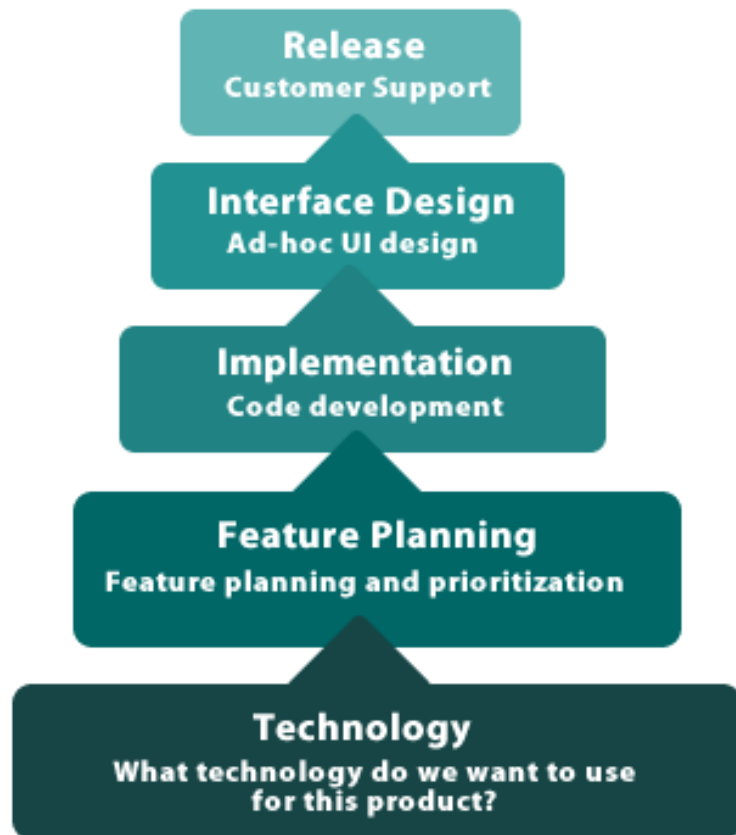 Release
Customer Support
Interface Design
Ad-hoc UI design
Implementation
Code development
Feature Planning
Feature planning and prioritization
Technology
What technology do we want to use
for this product?